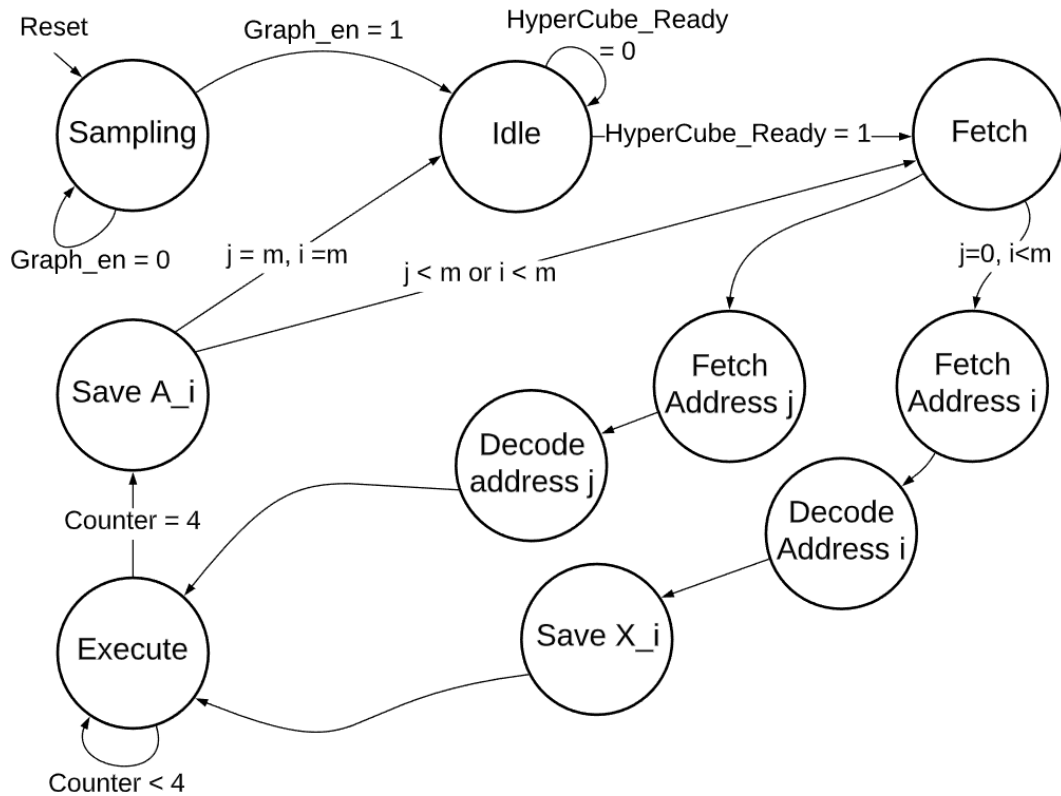 Reset
Graph_en = 1
HyperCube_Ready
= 0
Sampling
Idle
HyperCube_Ready = 1
Fetch
Graph_en = 0
j = m, i =m
j < m or i < m
j=0, i<m
Save A_i
Fetch
Address j
Fetch
Address i
Decode
address j
Counter = 4
Decode
Address i
Execute
Save X_i
Counter < 4